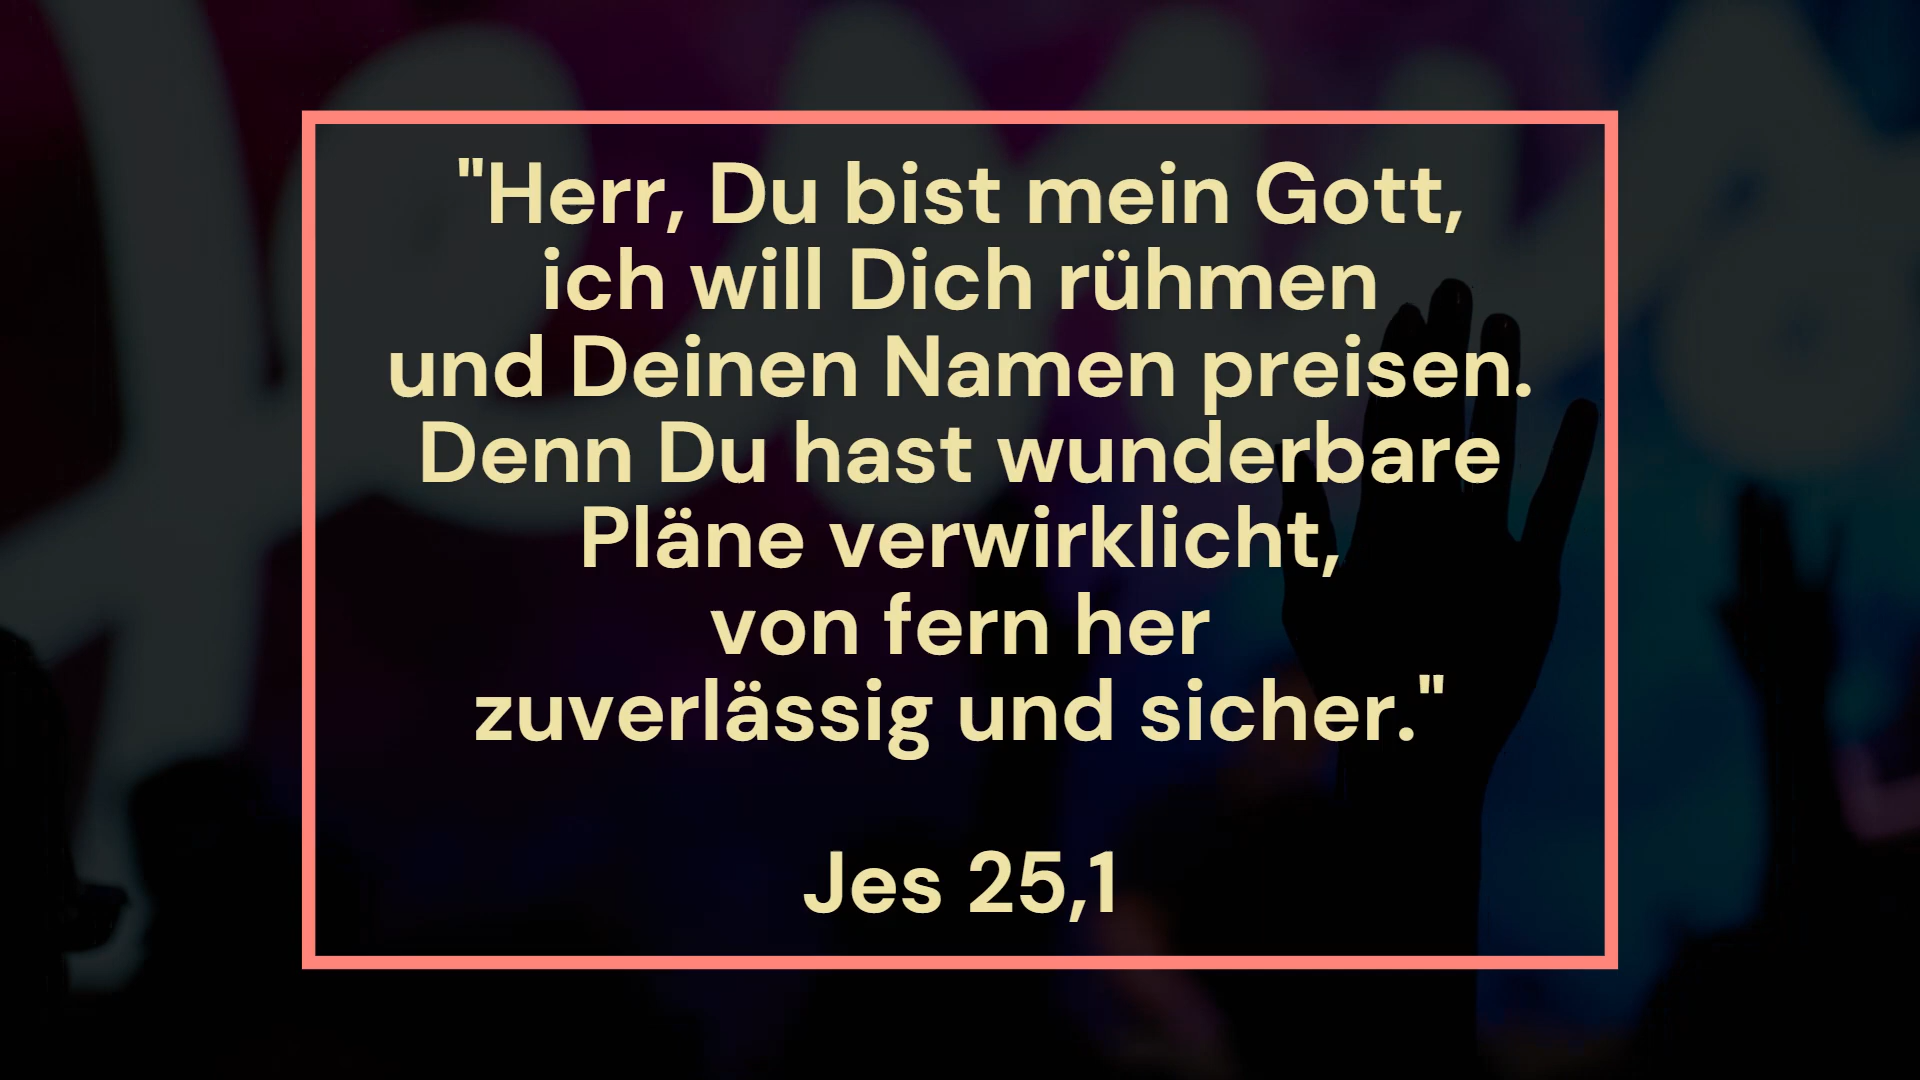 "Herr, Du bist mein Gott,
ich will Dich rühmen
und Deinen Namen preisen.
Denn Du hast wunderbare
Pläne verwirklicht,
von fern her
zuverlässig und sicher."
Jes 25,1